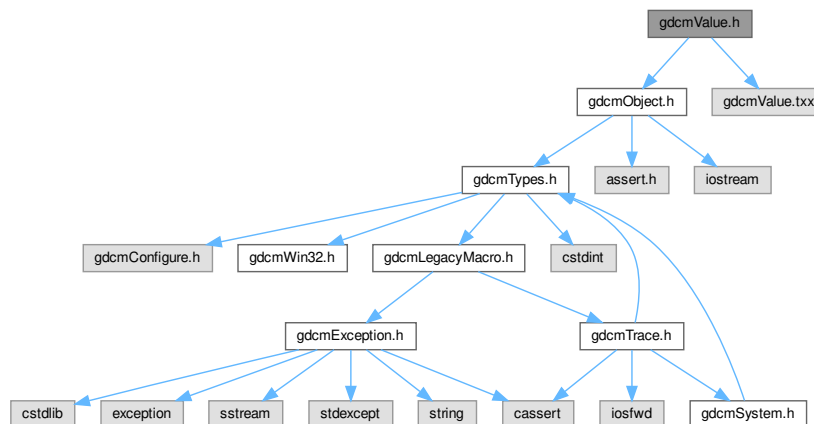 gdcmValue.h
gdcmObject.h
gdcmValue.txx
gdcmTypes.h
assert.h
iostream
gdcmConfigure.h
gdcmWin32.h
gdcmLegacyMacro.h
cstdint
gdcmException.h
gdcmTrace.h
cstdlib
exception
sstream
stdexcept
string
cassert
iosfwd
gdcmSystem.h